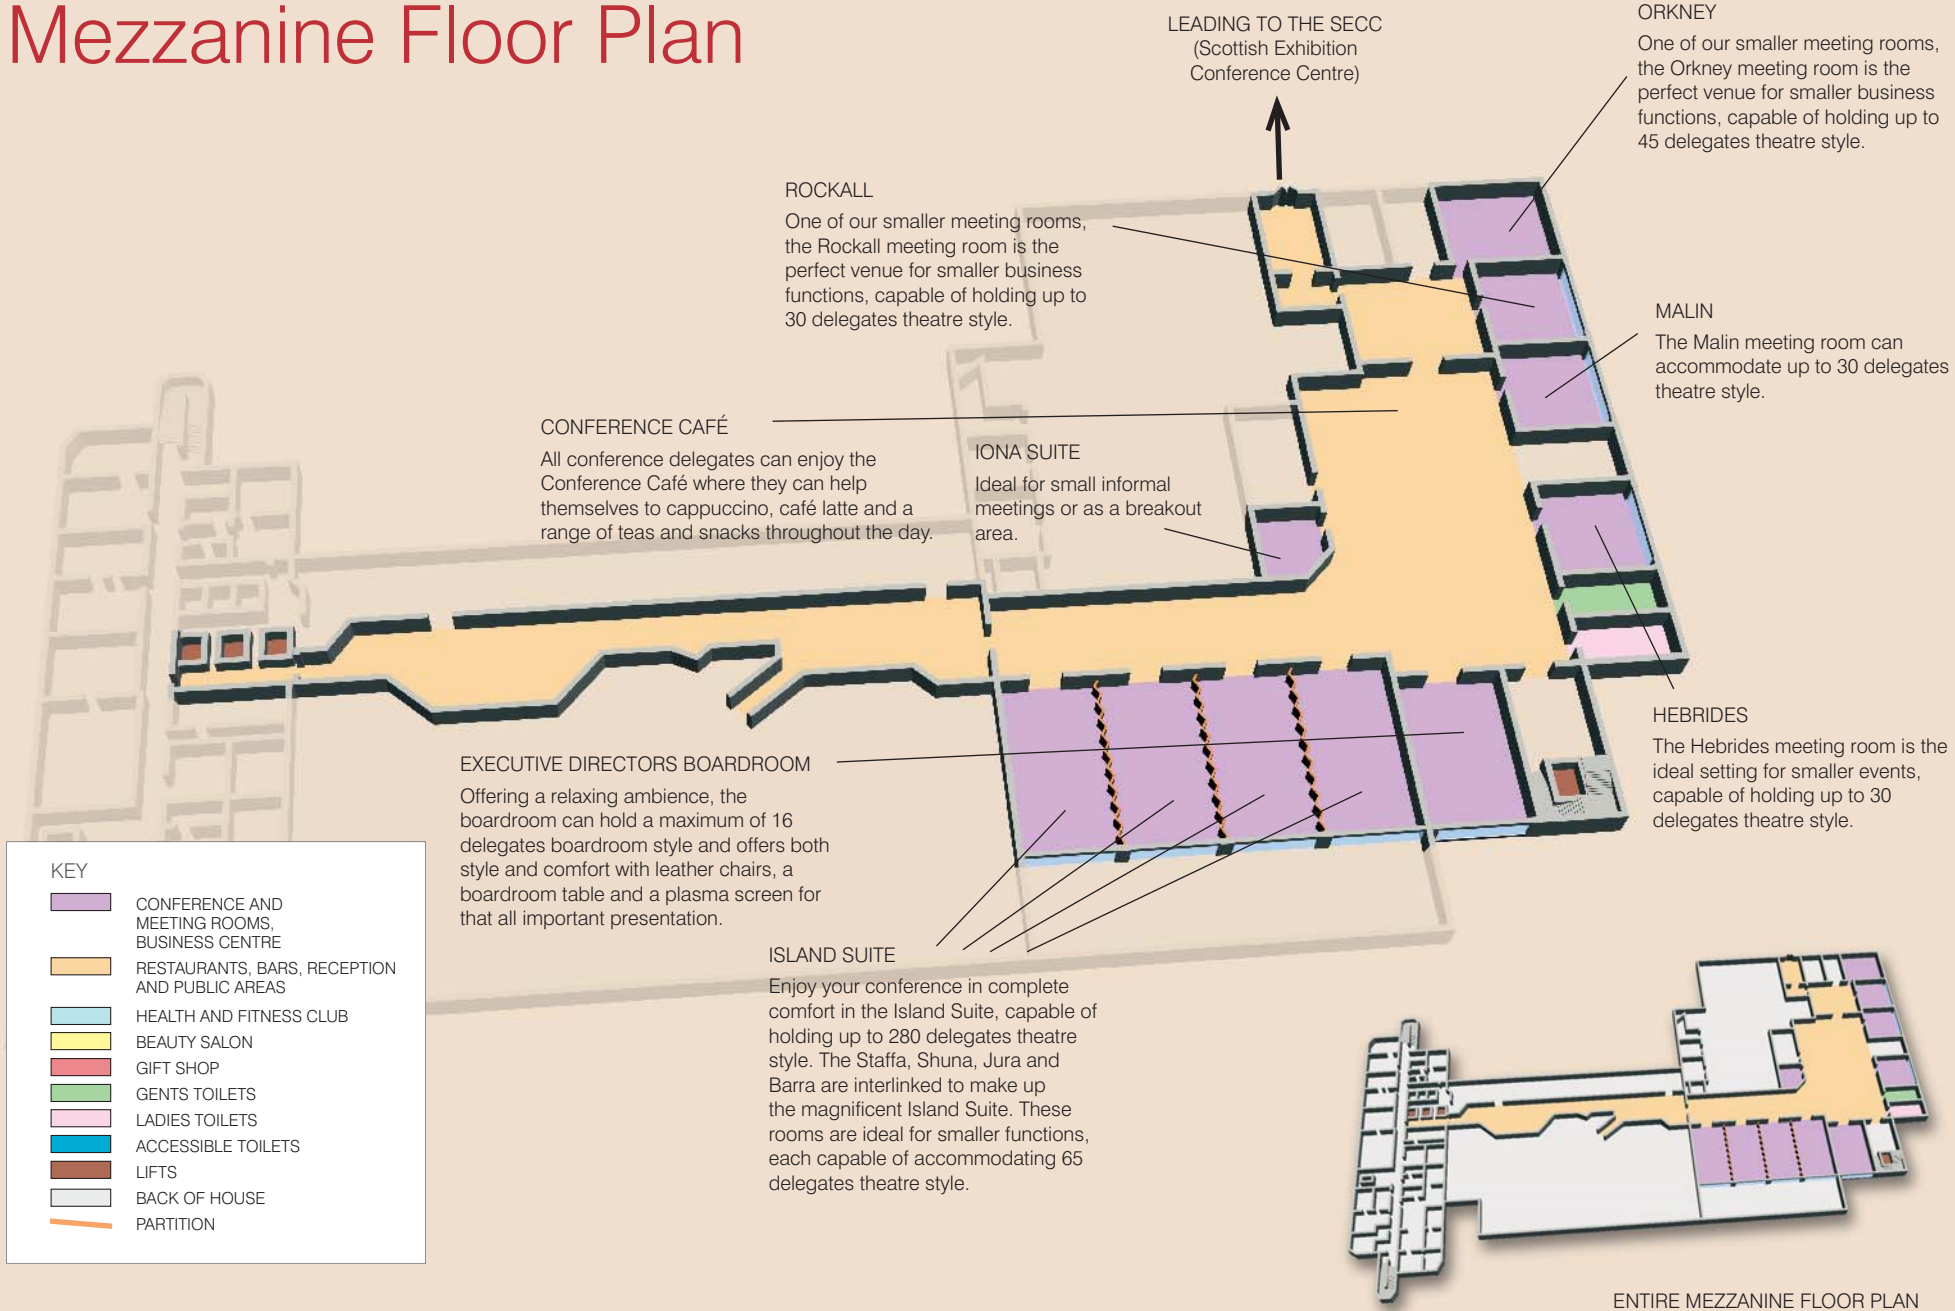 Mezzanine Floor Plan
LEADING TO THE SECC
(Scottish Exhibition
Conference Centre)
ORKNEY
One of our smaller meeting rooms,
the Orkney meeting room is the
perfect venue for smaller business
functions, capable of holding up to
45 delegates theatre style.
ROCKALL
One of our smaller meeting rooms,
the Rockall meeting room is the
perfect venue for smaller business
functions, capable of holding up to
30 delegates theatre style.
MALIN
The Malin meeting room can
accommodate up to 30 delegates
theatre style.
CONFERENCE CAFÉ
All conference delegates can enjoy the
Conference Café where they can help
themselves to cappuccino, café latte and a
range of teas and snacks throughout the day.
IONA SUITE
Ideal for small informal
meetings or as a breakout
area.
HEBRIDES
The Hebrides meeting room is the
ideal setting for smaller events,
capable of holding up to 30
delegates theatre style.
EXECUTIVE DIRECTORS BOARDROOM
Offering a relaxing ambience, the
boardroom can hold a maximum of 16
delegates boardroom style and offers both
style and comfort with leather chairs, a
boardroom table and a plasma screen for
that all important presentation.
ISLAND SUITE
Enjoy your conference in complete
comfort in the Island Suite, capable of
holding up to 280 delegates theatre
style. The Staffa, Shuna, Jura and
Barra are interlinked to make up
the magnificent Island Suite. These
rooms are ideal for smaller functions,
each capable of accommodating 65
delegates theatre style.
KEY
CONFERENCE AND
MEETING ROOMS,
BUSINESS CENTRE
RESTAURANTS, BARS, RECEPTION
AND PUBLIC AREAS
HEALTH AND FITNESS CLUB
BEAUTY SALON
GIFT SHOP
GENTS TOILETS
LADIES TOILETS
ACCESSIBLE TOILETS
LIFTS
BACK OF HOUSE
PARTITION
ENTIRE MEZZANINE FLOOR PLAN